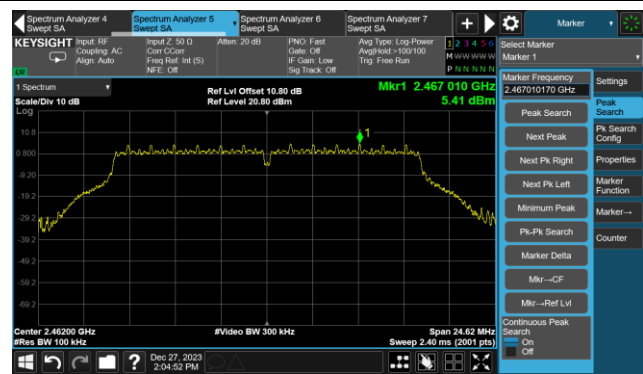 Spectrum Analyzer 4
Swept SA
Spectrum Analyzer 5
Swept SA
Spectrum Analyzer 6
Swept SA
Spectrum Analyzer 7
Swept SA
Marker
KEYSIGHT
Input: RF
Coupling: AC
Align: Auto
Input Z: 50 Ω
Corr CCorr
Freq Ref: Int (S)
NFE: Off
Atten: 20 dB
PNO: Fast
Gate: Off
IF Gain: Low
Sig Track: Off
Avg Type: Log-Power
Avg|Hold:>100/100
Trig: Free Run
1 2 3 4 5 6
M W W W W W
P N N N N N
LVI
Select Marker
Marker 1
1 Spectrum
Scale/Div 10 dB
Log
Ref Lvl Offset 10.80 dB
Ref Level 20.80 dBm
Mkr1 2.467 010 GHz
5.41 dBm
10.8
0.800
-9.20
-19.2
-29.2
-39.2
-49.2
-59.2
-69.2
1
Center 2.46200 GHz
#Res BW 100 kHz
#Video BW 300 kHz
Span 24.62 MHz
Sweep 2.40 ms (2001 pts)
Marker Frequency
2.467010170 GHz
Peak Search
Next Peak
Next Pk Right
Next Pk Left
Minimum Peak
Pk-Pk Search
Marker Delta
Mkr→CF
Mkr→Ref Lvl
Continuous Peak
Search
On
Off
Settings
Peak
Search
Pk Search
Config
Properties
Marker
Function
Marker→
Counter
?
Dec 27, 2023
2:04:52 PM